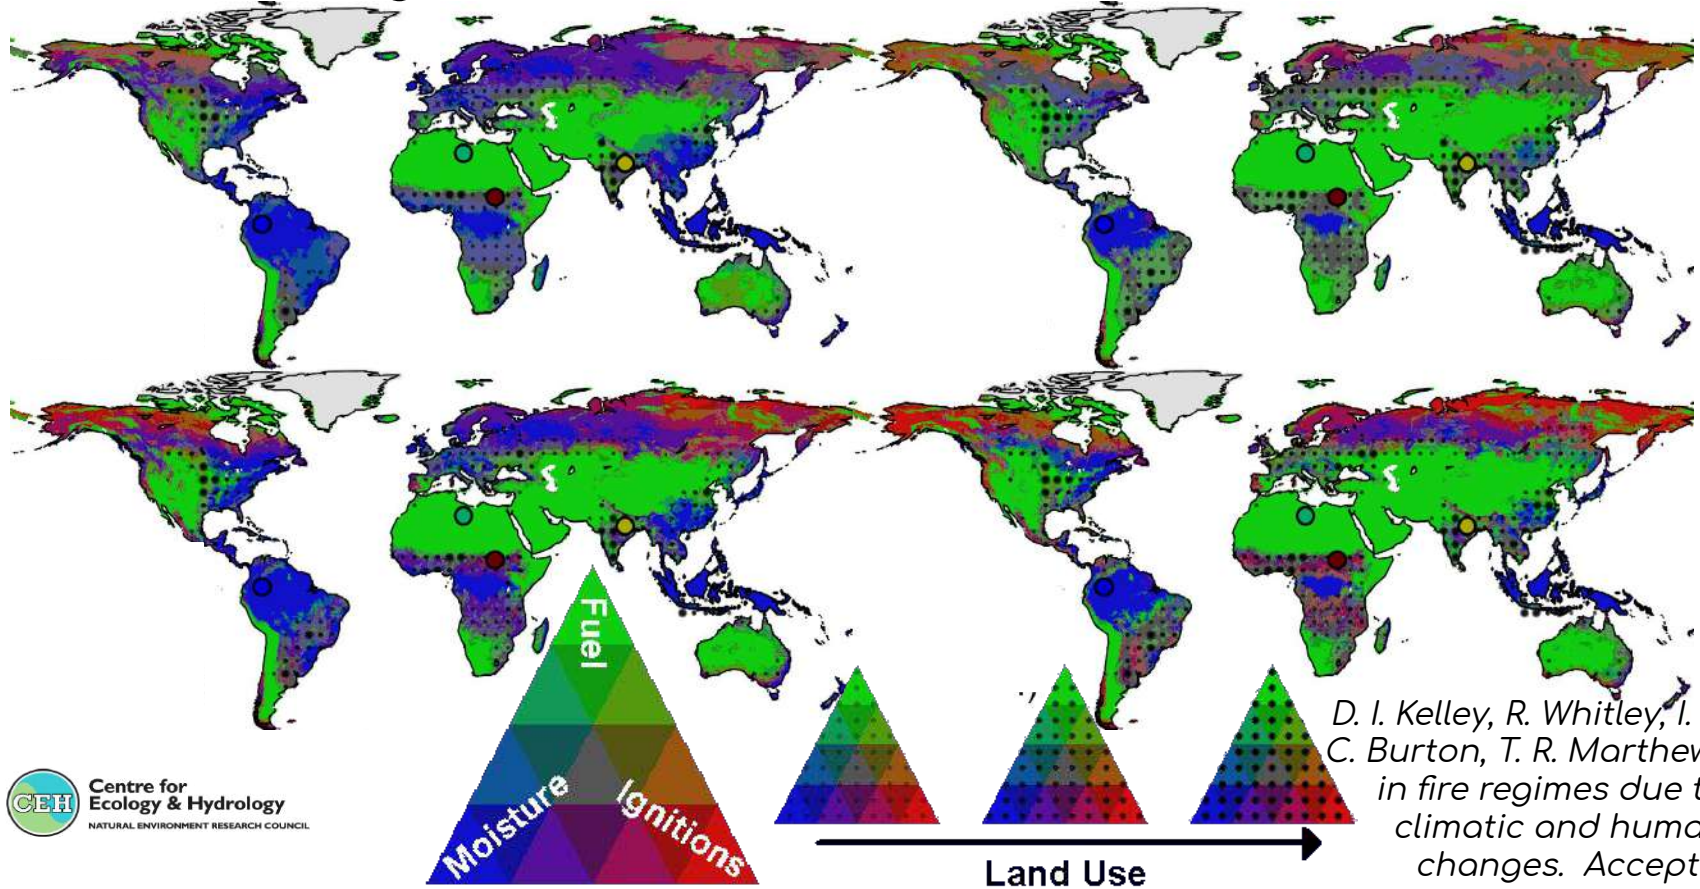 Fuel
Moisture
Ignitions
.,
Land Use
D. I. Kelley, R. Whitley, I.
C. Burton, T. R. Marthew
in fire regimes due t
climatic and huma
changes. Accept
CEH
Centre for
Ecology & Hydrology
NATURAL ENVIRONMENT RESEARCH COUNCIL